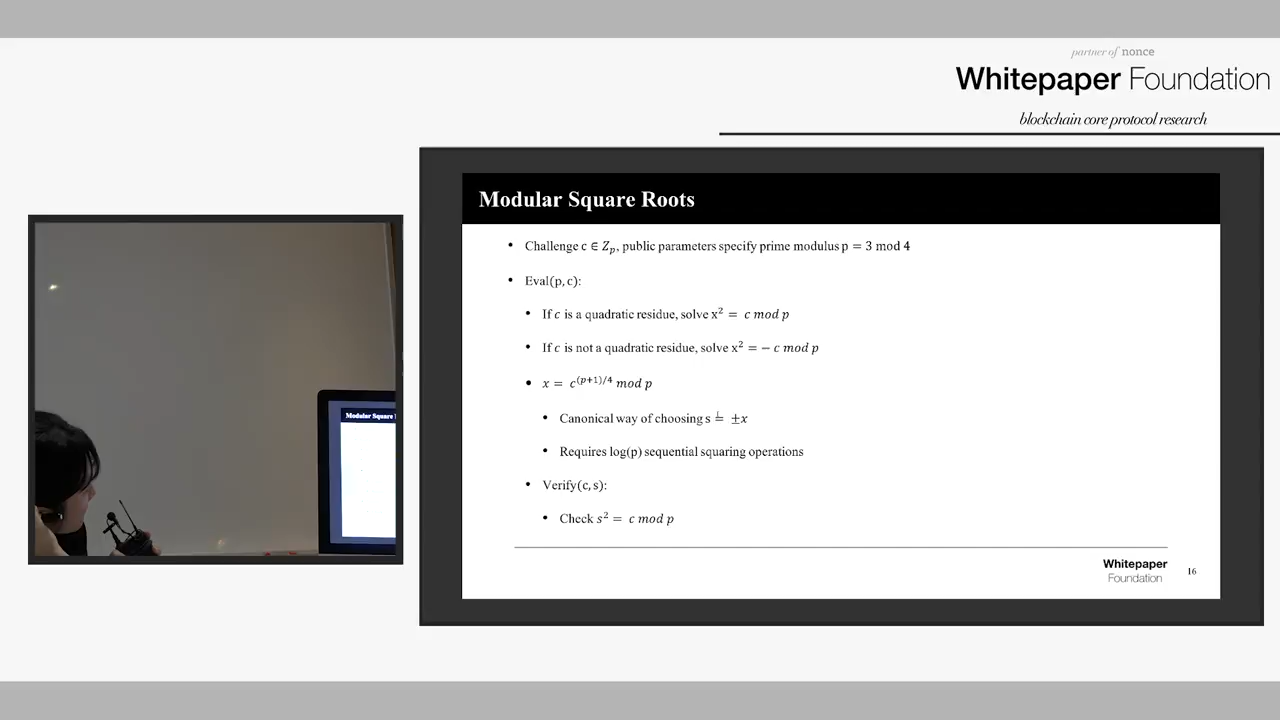 partner of nonce
Whitepaper Foundation
blockchain core protocol research
Modular Square Roots
• Challenge c ∈ Z_p, public parameters specify prime modulus p = 3 mod 4
• Eval(p, c):
• If c is a quadratic residue, solve x² = c mod p
• If c is not a quadratic residue, solve x² = − c mod p
• x = c^(p+1)/4 mod p
• Canonical way of choosing s = ±x
• Requires log(p) sequential squaring operations
• Verify(c, s):
• Check s² = c mod p
Whitepaper
Foundation
16
Modular Square